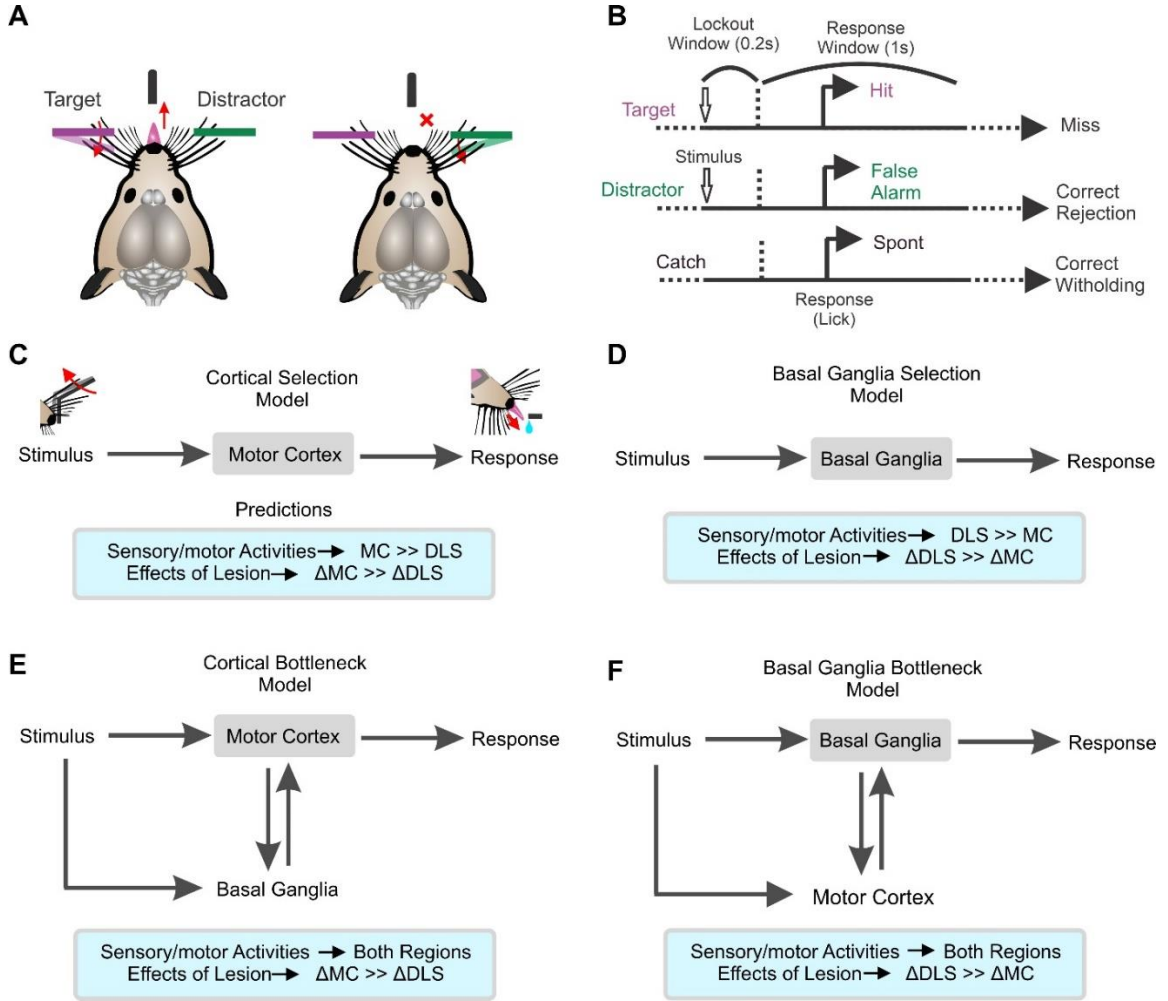 A
Target
Distractor
B
Lockout
Window (0.2s)
Response
Window (1s)
Target
Hit
Miss
Stimulus
Distractor
False
Alarm
Correct
Rejection
Catch
Spont
Correct
Witholding
Response
(Lick)
C
Cortical Selection
Model
Stimulus
Motor Cortex
Response
Predictions
Sensory/motor Activities → MC >> DLS
Effects of Lesion → ΔMC >> ΔDLS
D
Basal Ganglia Selection
Model
Stimulus
Basal Ganglia
Response
Sensory/motor Activities → DLS >> MC
Effects of Lesion → ΔDLS >> ΔMC
E
Cortical Bottleneck
Model
Stimulus
Motor Cortex
Response
Basal Ganglia
Sensory/motor Activities → Both Regions
Effects of Lesion → ΔMC >> ΔDLS
F
Basal Ganglia Bottleneck
Model
Stimulus
Basal Ganglia
Response
Motor Cortex
Sensory/motor Activities → Both Regions
Effects of Lesion → ΔDLS >> ΔMC